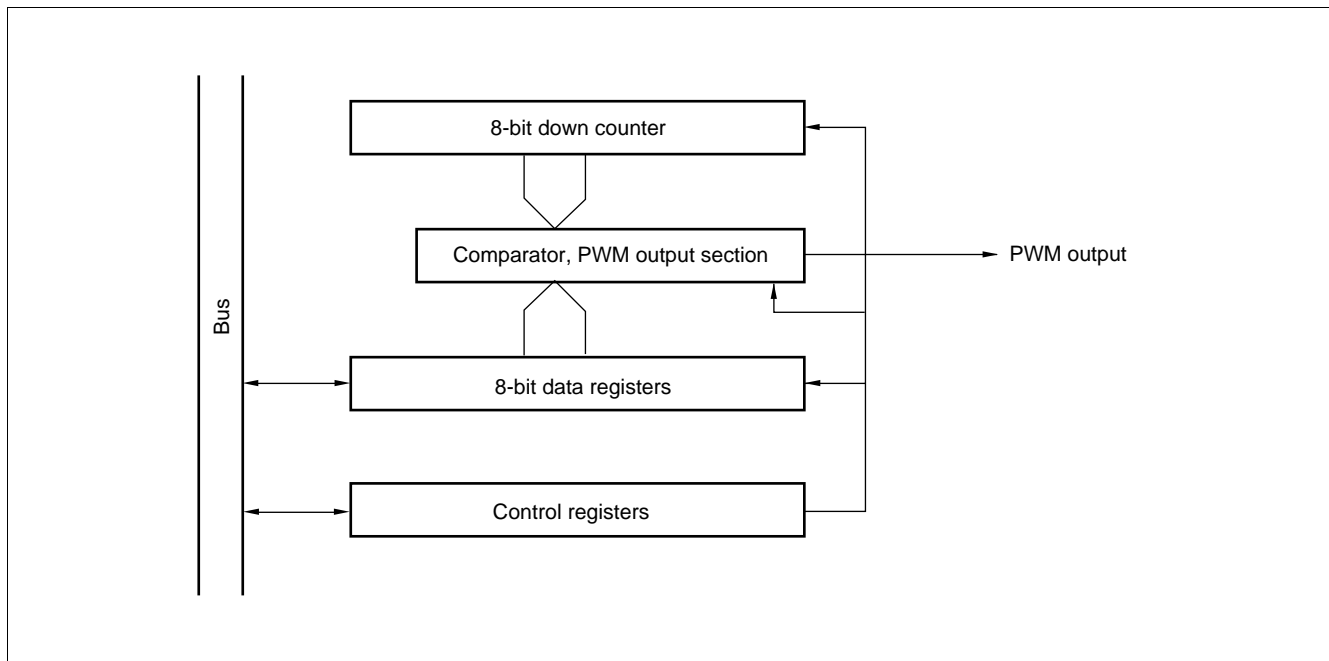 8-bit down counter
Comparator, PWM output section
PWM output
Bus
8-bit data registers
Control registers